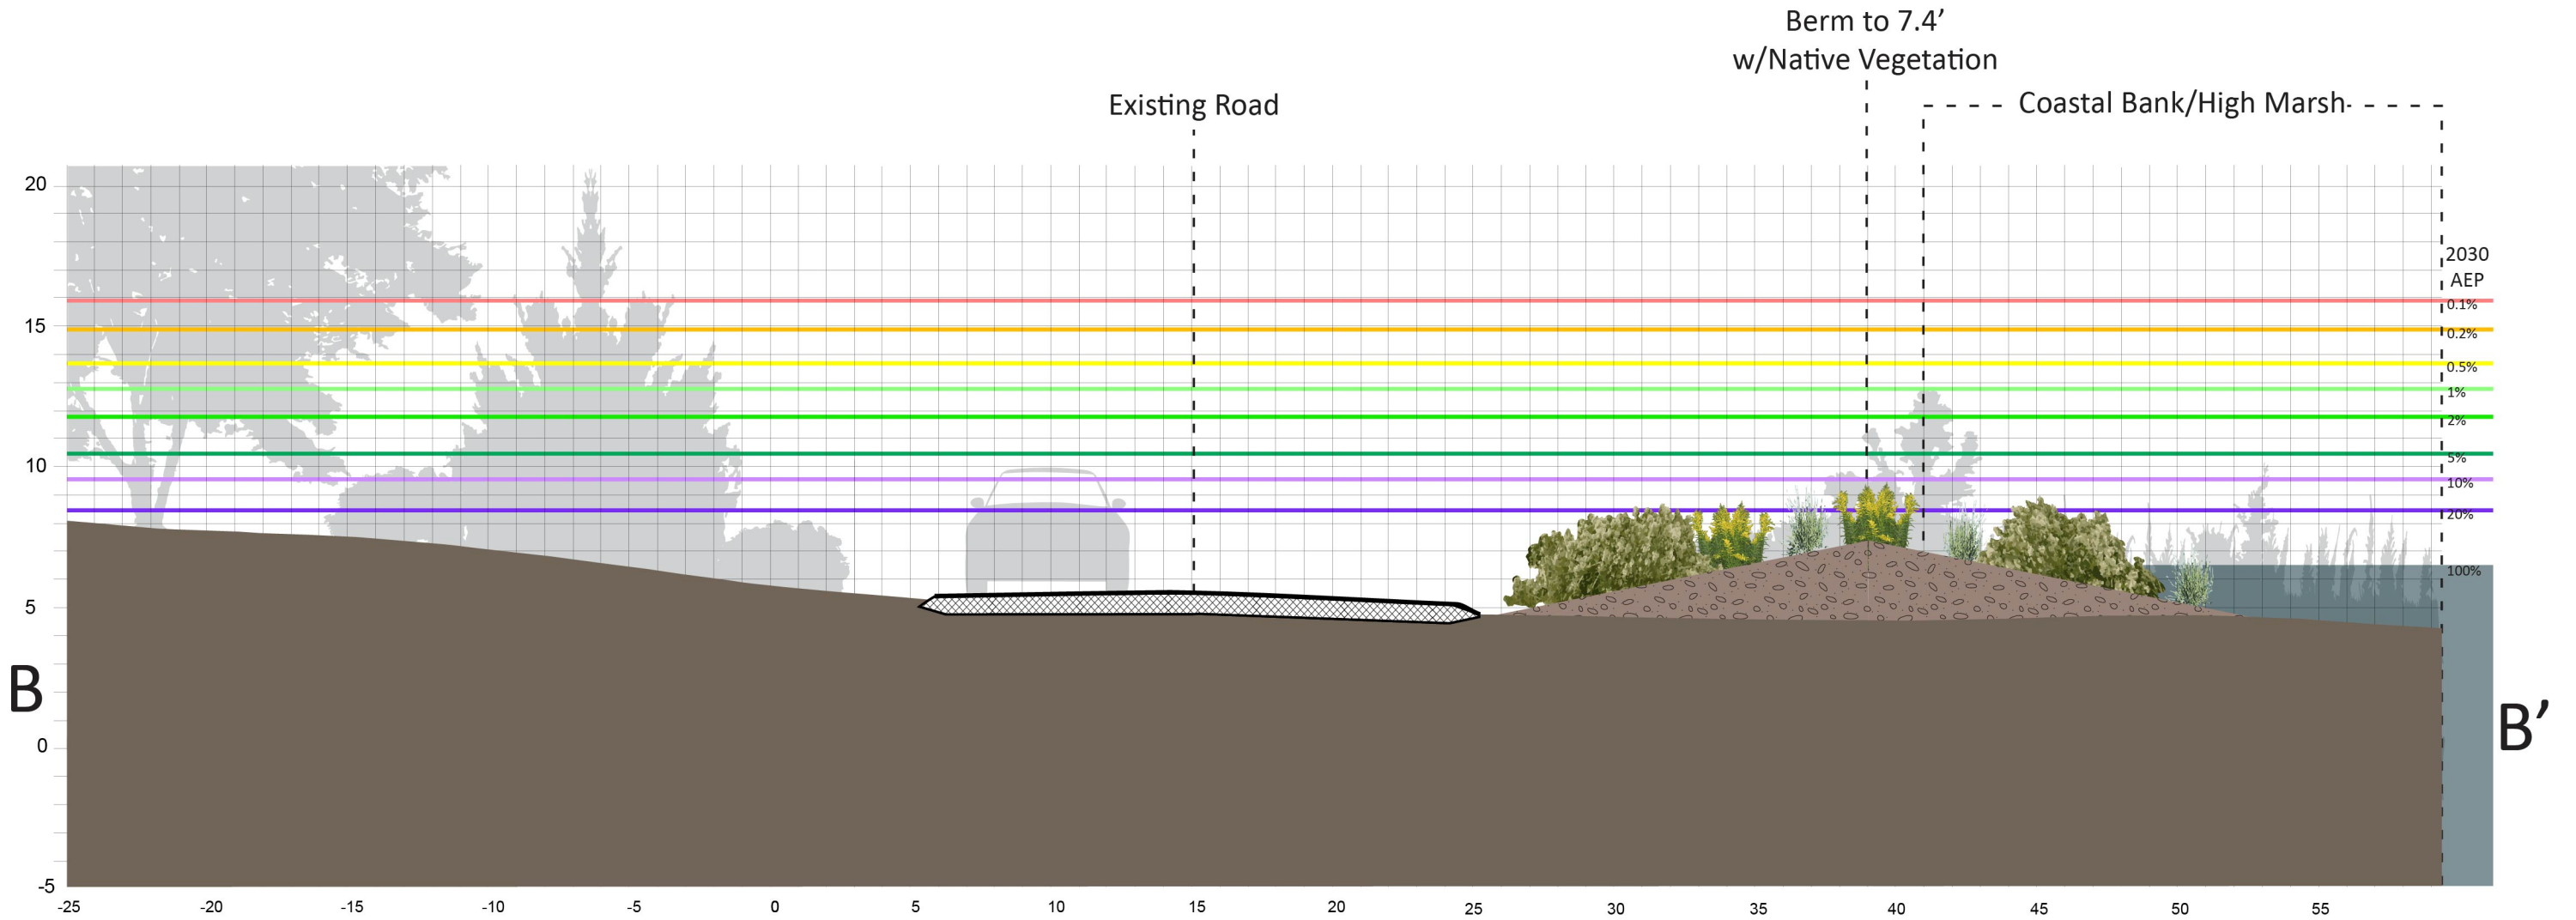 Berm to 7.4’
w/Native Vegetation
Existing Road
Coastal Bank/High Marsh
20
15
10
5
0
-5
2030
AEP
0.1%
0.2%
0.5%
1%
2%
5%
10%
20%
100%
B
B’
-25 -20 -15 -10 -5 0 5 10 15 20 25 30 35 40 45 50 55